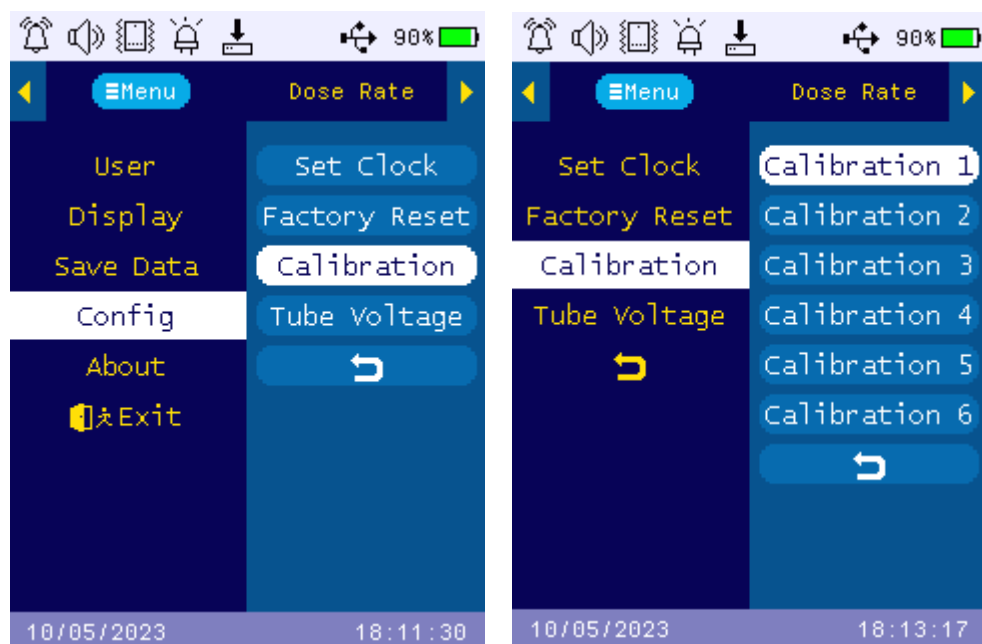 90%
≡Menu
Dose Rate
User
Display
Save Data
Config
About
Exit
Set Clock
Factory Reset
Calibration
Tube Voltage
10/05/2023
18:11:30
90%
≡Menu
Dose Rate
Set Clock
Factory Reset
Calibration
Tube Voltage
Calibration 1
Calibration 2
Calibration 3
Calibration 4
Calibration 5
Calibration 6
10/05/2023
18:13:17